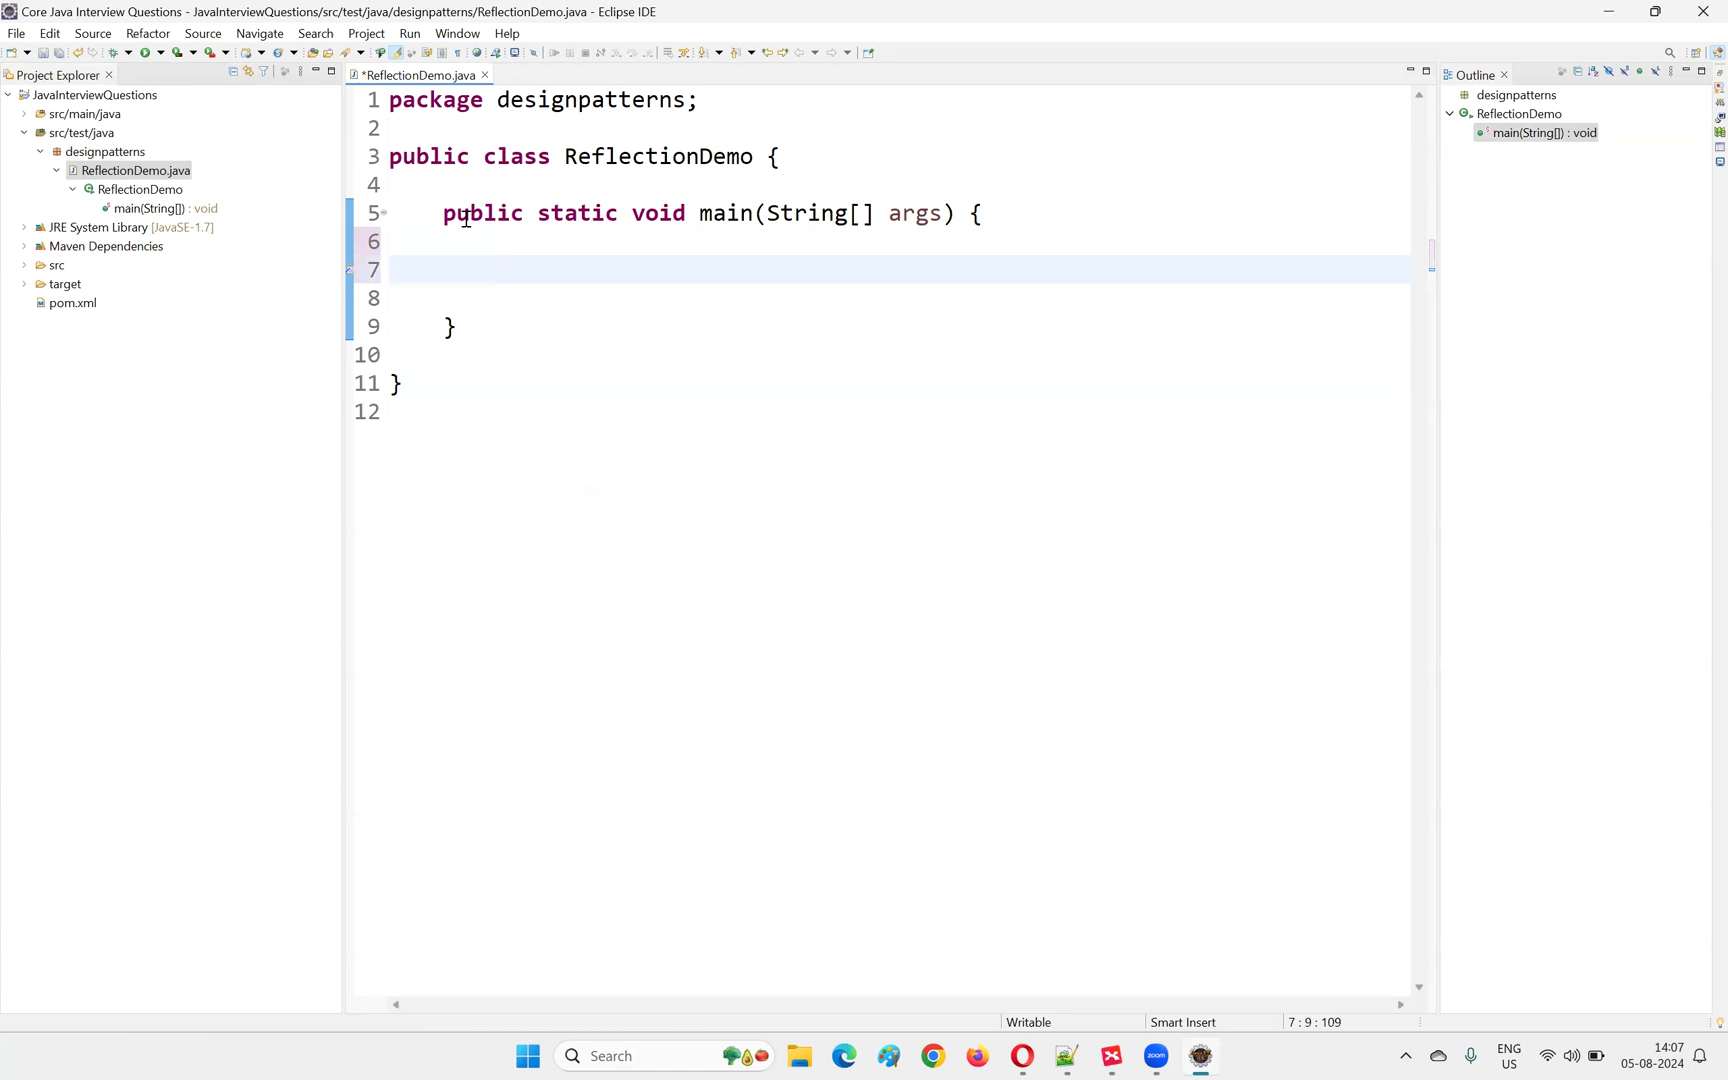 Core Java Interview Questions - JavaInterviewQuestions/src/test/java/designpatterns/ReflectionDemo.java - Eclipse IDE
File Edit Source Refactor Source Navigate Search Project Run Window Help
Project Explorer
JavaInterviewQuestions
src/main/java
src/test/java
designpatterns
ReflectionDemo.java
ReflectionDemo
main(String[]) : void
JRE System Library [JavaSE-1.7]
Maven Dependencies
src
target
pom.xml
*ReflectionDemo.java
1 package designpatterns;
2
3 public class ReflectionDemo {
4
5 public static void main(String[] args) {
6
7
8
9 }
10
11 }
12
Outline
designpatterns
ReflectionDemo
main(String[]) : void
Writable Smart Insert 7 : 9 : 109
Search
zoom
ENG
US
14:07
05-08-2024